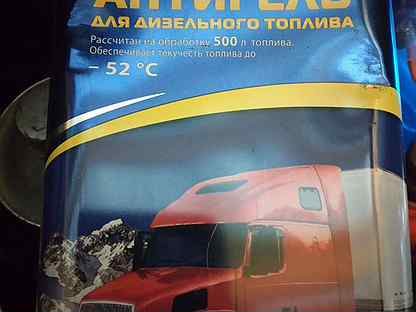 АНТИГЕЛЬ
ДЛЯ ДИЗЕЛЬНОГО ТОПЛИВА
Рассчитан на обработку 500 л топлива.
Обеспечивает текучесть топлива до
– 52 °C